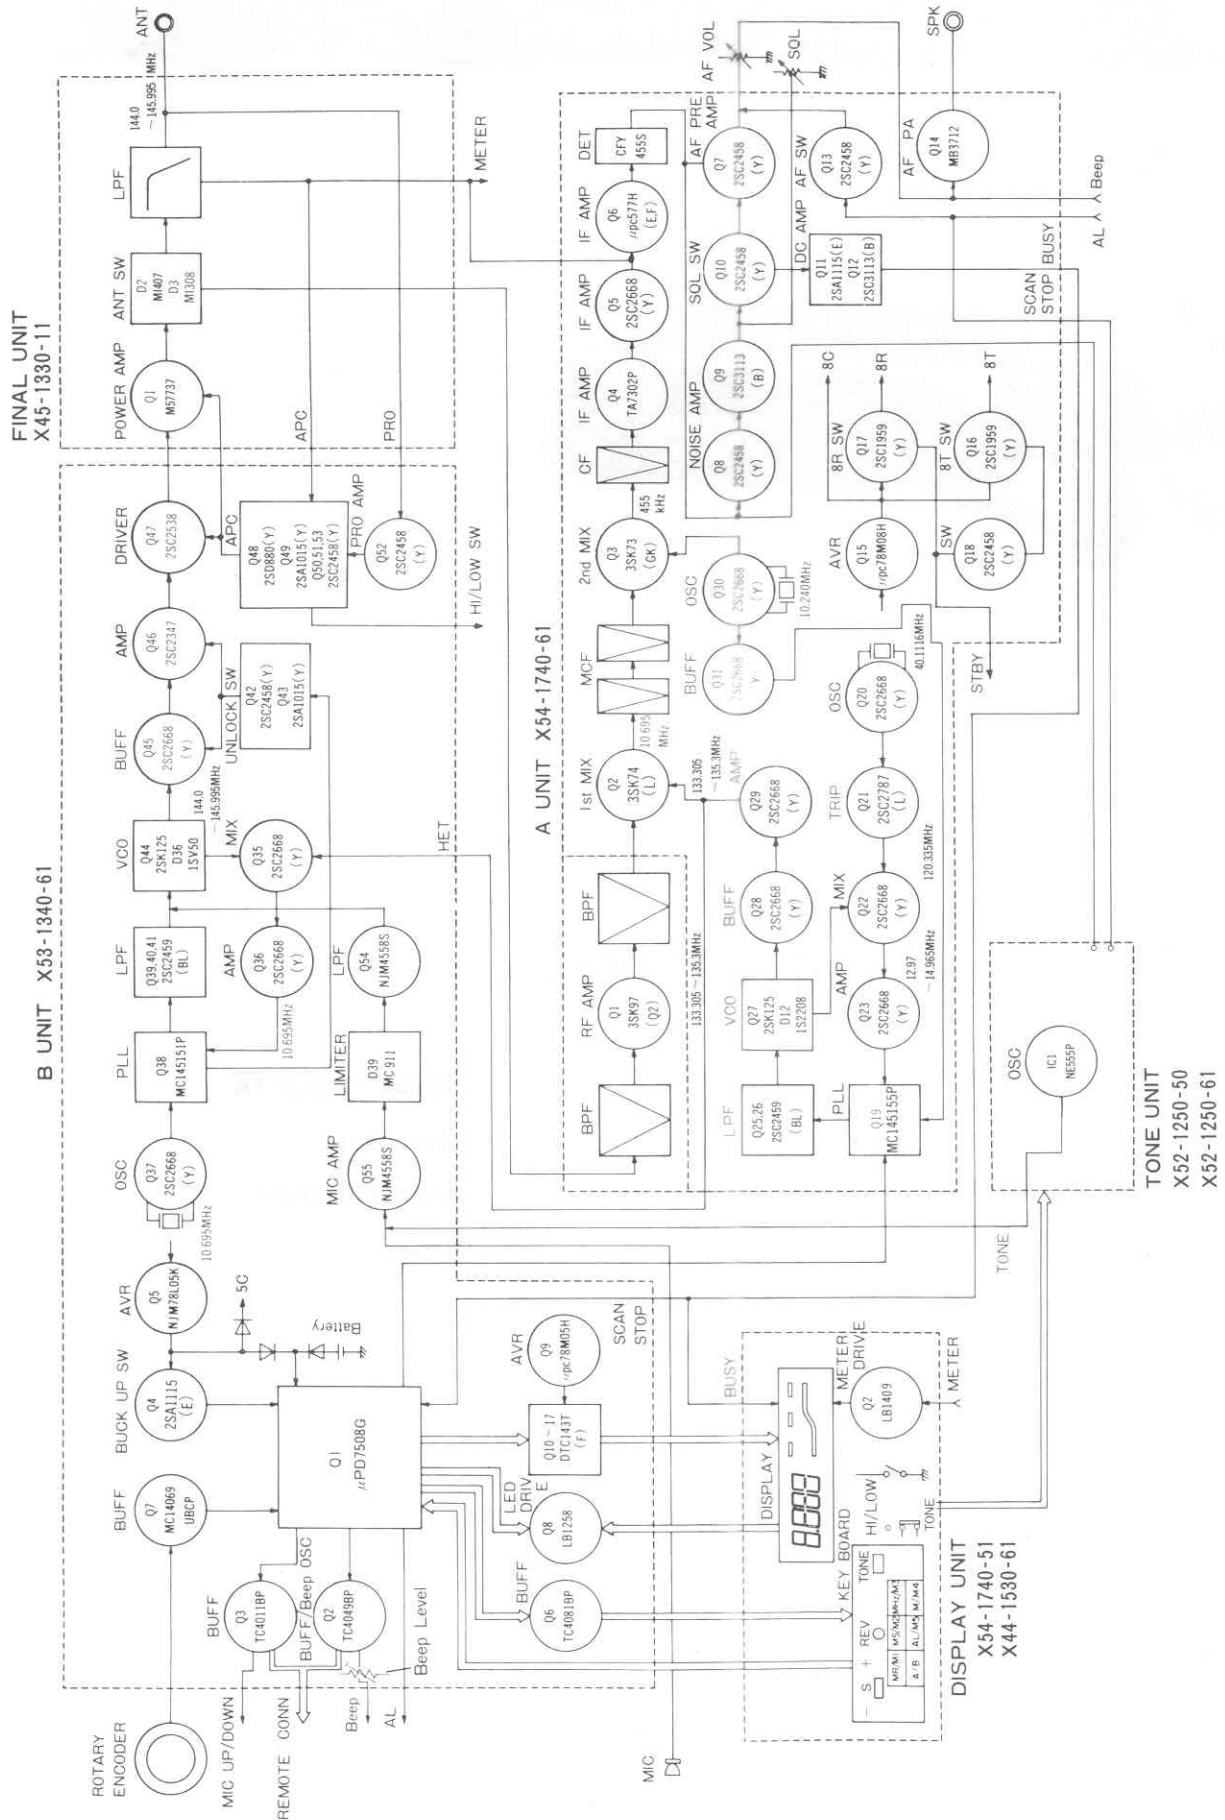 FINAL UNIT
X45-1330-11
ANT
144.0
~145.995 MHz
LPF
METER
ANT SW
D2
MI407
D3
MI308
POWER AMP
Q1
M57737
APC
PRO
B UNIT X53-1340-61
DRIVER
Q47
2SC2538
APC
Q48
2SD880(Y)
Q49
2SA1015(Y)
Q50,51,53
2SC2458(Y)
PRO AMP
Q52
2SC2458
(Y)
HI/LOW SW
AMP
Q46
2SC2347
UNLOCK SW
Q42
2SC2458(Y)
Q43
2SA1015(Y)
BUFF
Q45
2SC2668
(Y)
144.0
~145.995MHz
VCO
Q44
2SK125
D36
1SV50
MIX
Q35
2SC2668
(Y)
HET
LPF
Q39,40,41
2SC2459
(BL)
AMP
Q36
2SC2668
(Y)
10.695MHz
LPF
Q54
NJM4558S
PLL
Q38
MC145151P
LIMITER
D39
MC911
OSC
Q37
2SC2668
(Y)
10.695MHz
MIC AMP
Q55
NJM4558S
AVR
Q5
NJM78L05K
5C
Battery
BUCK UP SW
Q4
2SA1115
(E)
BUFF
Q7
MC14069
UBCP
Q1
μPD7508G
AVR
Q9
μpc78M05H
SCAN
STOP
Q10~17
DTC143T
(F)
LED
DRIVE
Q8
LB1258
BUFF
Q6
TC4081BP
BUFF
Q3
TC4011BP
BUFF/Beep OSC
Q2
TC4049BP
Beep Level
ROTARY
ENCODER
MIC UP/DOWN
REMOTE CONN
Beep
AL
MIC
A UNIT X54-1740-61
BPF
RF AMP
Q1
3SK97
(Q2)
BPF
1st MIX
Q2
3SK74
(L)
10.695
MHz
MCF
2nd MIX
Q3
3SK73
(GK)
455
kHz
CF
IF AMP
Q4
TA7302P
IF AMP
Q5
2SC2668
(Y)
IF AMP
Q6
μpc577H
(E,F)
DET
CFY
455S
133.305~135.3MHz
133.305
~135.3MHz
OSC
Q30
2SC2668
(Y)
10.240MHz
BUFF
Q31
2SC2668
(Y)
NOISE AMP
Q8
2SC2458
(Y)
Q9
2SC3113
(B)
SQL SW
Q10
2SC2458
(Y)
AF PRE
AMP
Q7
2SC2458
(Y)
AF VOL
SQL
DC AMP
Q11
2SA1115(E)
Q12
2SC3113(B)
AF SW
Q13
2SC2458
(Y)
AF PA
Q14
MB3712
SPK
AL
Beep
SCAN
STOP BUSY
AVR
Q15
μpc78M08H
8R SW
Q17
2SC1959
(Y)
8T SW
Q16
2SC1959
(Y)
SW
Q18
2SC2458
(Y)
8C
8R
8T
STBY
LPF
Q25,26
2SC2459
(BL)
VCO
Q27
2SK125
D12
1S2208
BUFF
Q28
2SC2668
(Y)
AMP
Q29
2SC2668
(Y)
PLL
Q19
MC145155P
AMP
Q23
2SC2668
(Y)
12.97
~14.965MHz
MIX
Q22
2SC2668
(Y)
120.335MHz
TRIP
Q21
2SC2787
(L)
OSC
Q20
2SC2668
(Y)
40.1116MHz
OSC
IC1
NE555P
TONE
TONE UNIT
X52-1250-50
X52-1250-61
BUSY
DISPLAY
8.888
METER
DRIVE
Q2
LB1409
METER
KEY BOARD
HI/LOW
TONE
− S + REV TONE
MR/M1 MS/M2 MHz/M3
A/B AL/M5 M/M4
DISPLAY UNIT
X54-1740-51
X44-1530-61